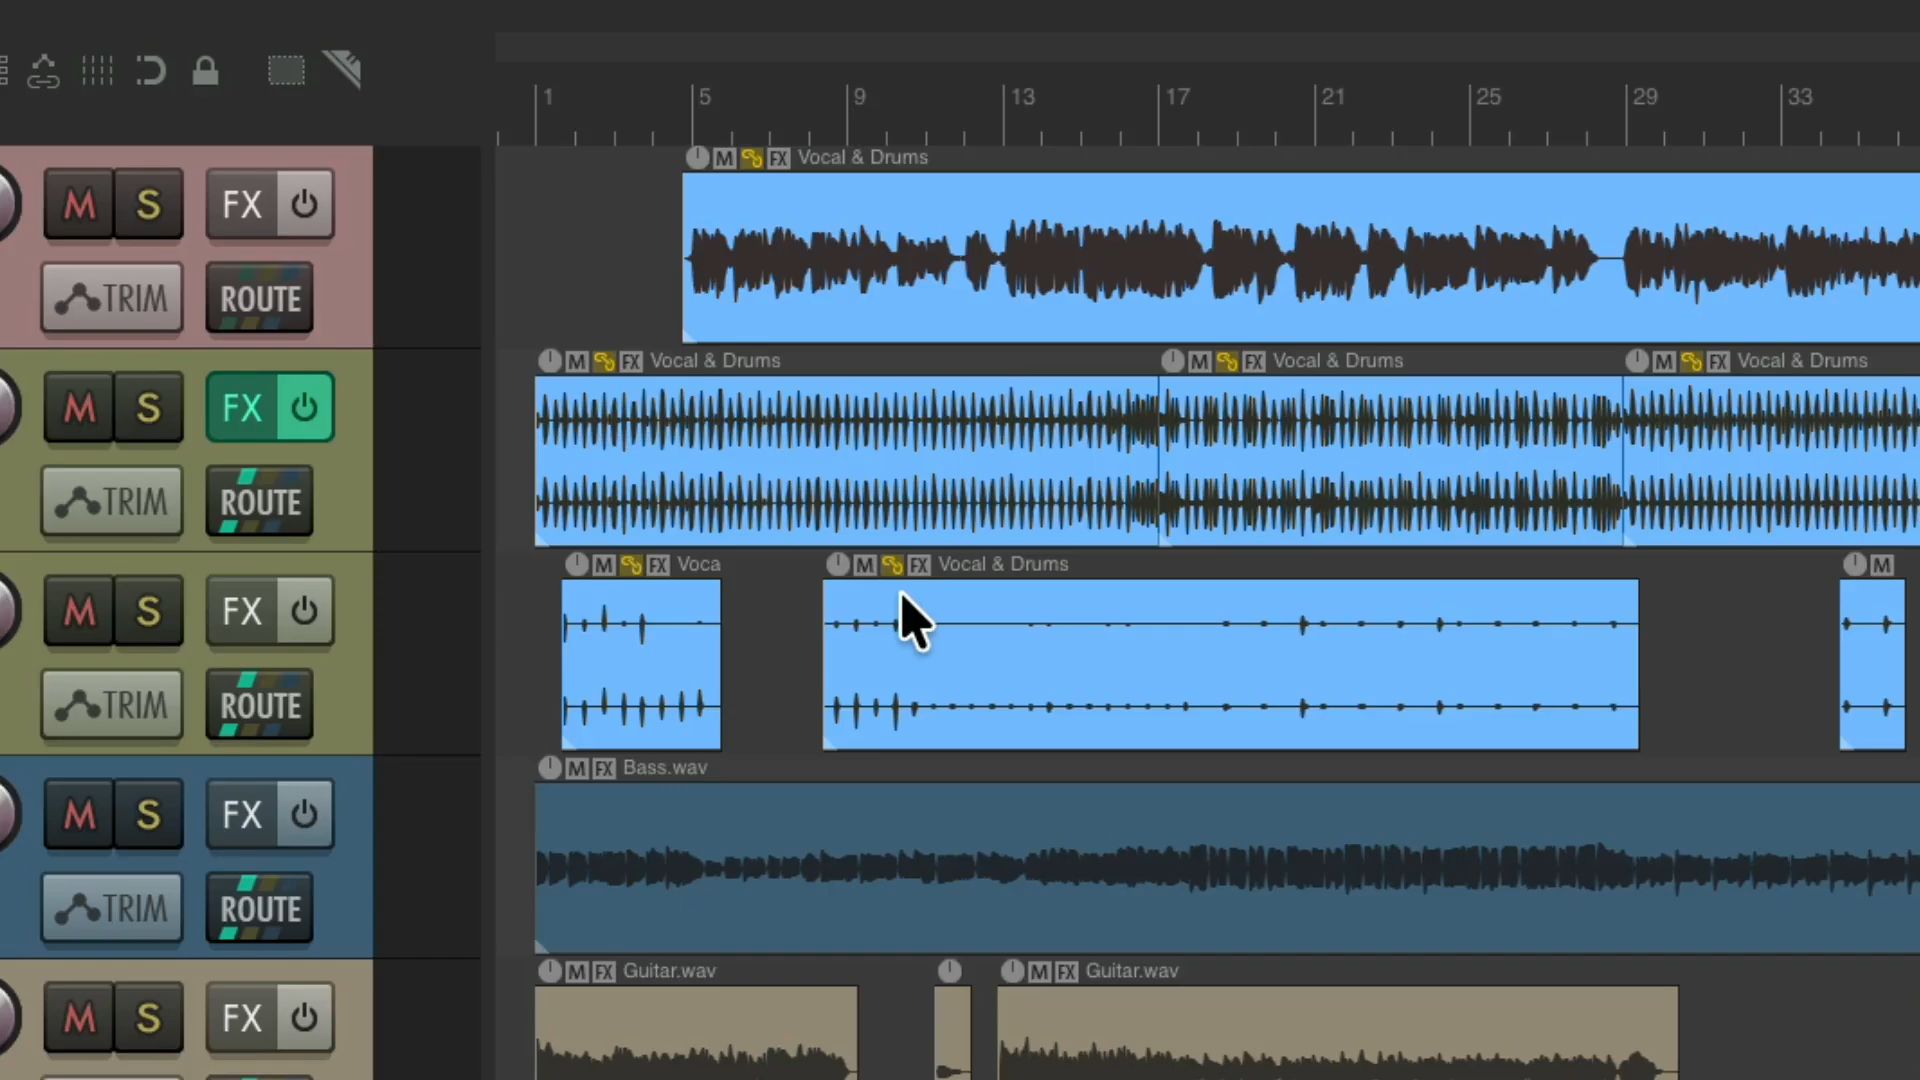 1 5 9 13 17 21 25 29 33
M S FX M FX Vocal & Drums
TRIM ROUTE
M S FX M FX Vocal & Drums M FX Vocal & Drums M FX Vocal & Drums
TRIM ROUTE
M S FX M FX Voca M FX Vocal & Drums M
TRIM ROUTE
M S FX M FX Bass.wav
TRIM ROUTE
M S FX M FX Guitar.wav M FX Guitar.wav